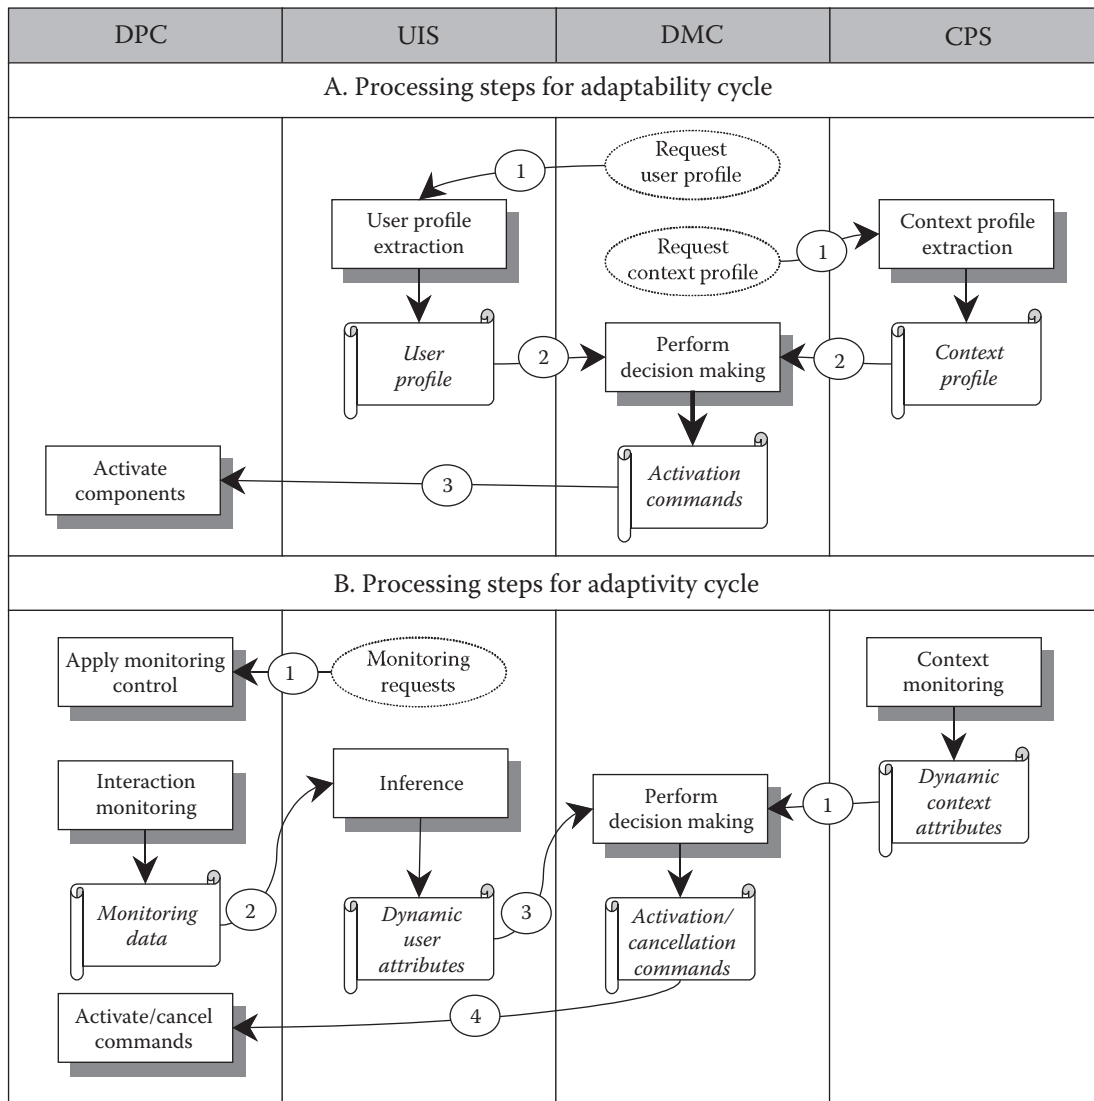 DPC
UIS
DMC
CPS
A. Processing steps for adaptability cycle
Request
user profile
1
User profile
extraction
Request
context profile
1
Context profile
extraction
User
profile
2
Perform
decision making
2
Context
profile
Activate
components
3
Activation
commands
B. Processing steps for adaptivity cycle
Apply monitoring
control
1
Monitoring
requests
Context
monitoring
Interaction
monitoring
Inference
Perform
decision making
1
Dynamic
context
attributes
Monitoring
data
2
Dynamic
user
attributes
3
Activation/
cancellation
commands
Activate/cancel
commands
4